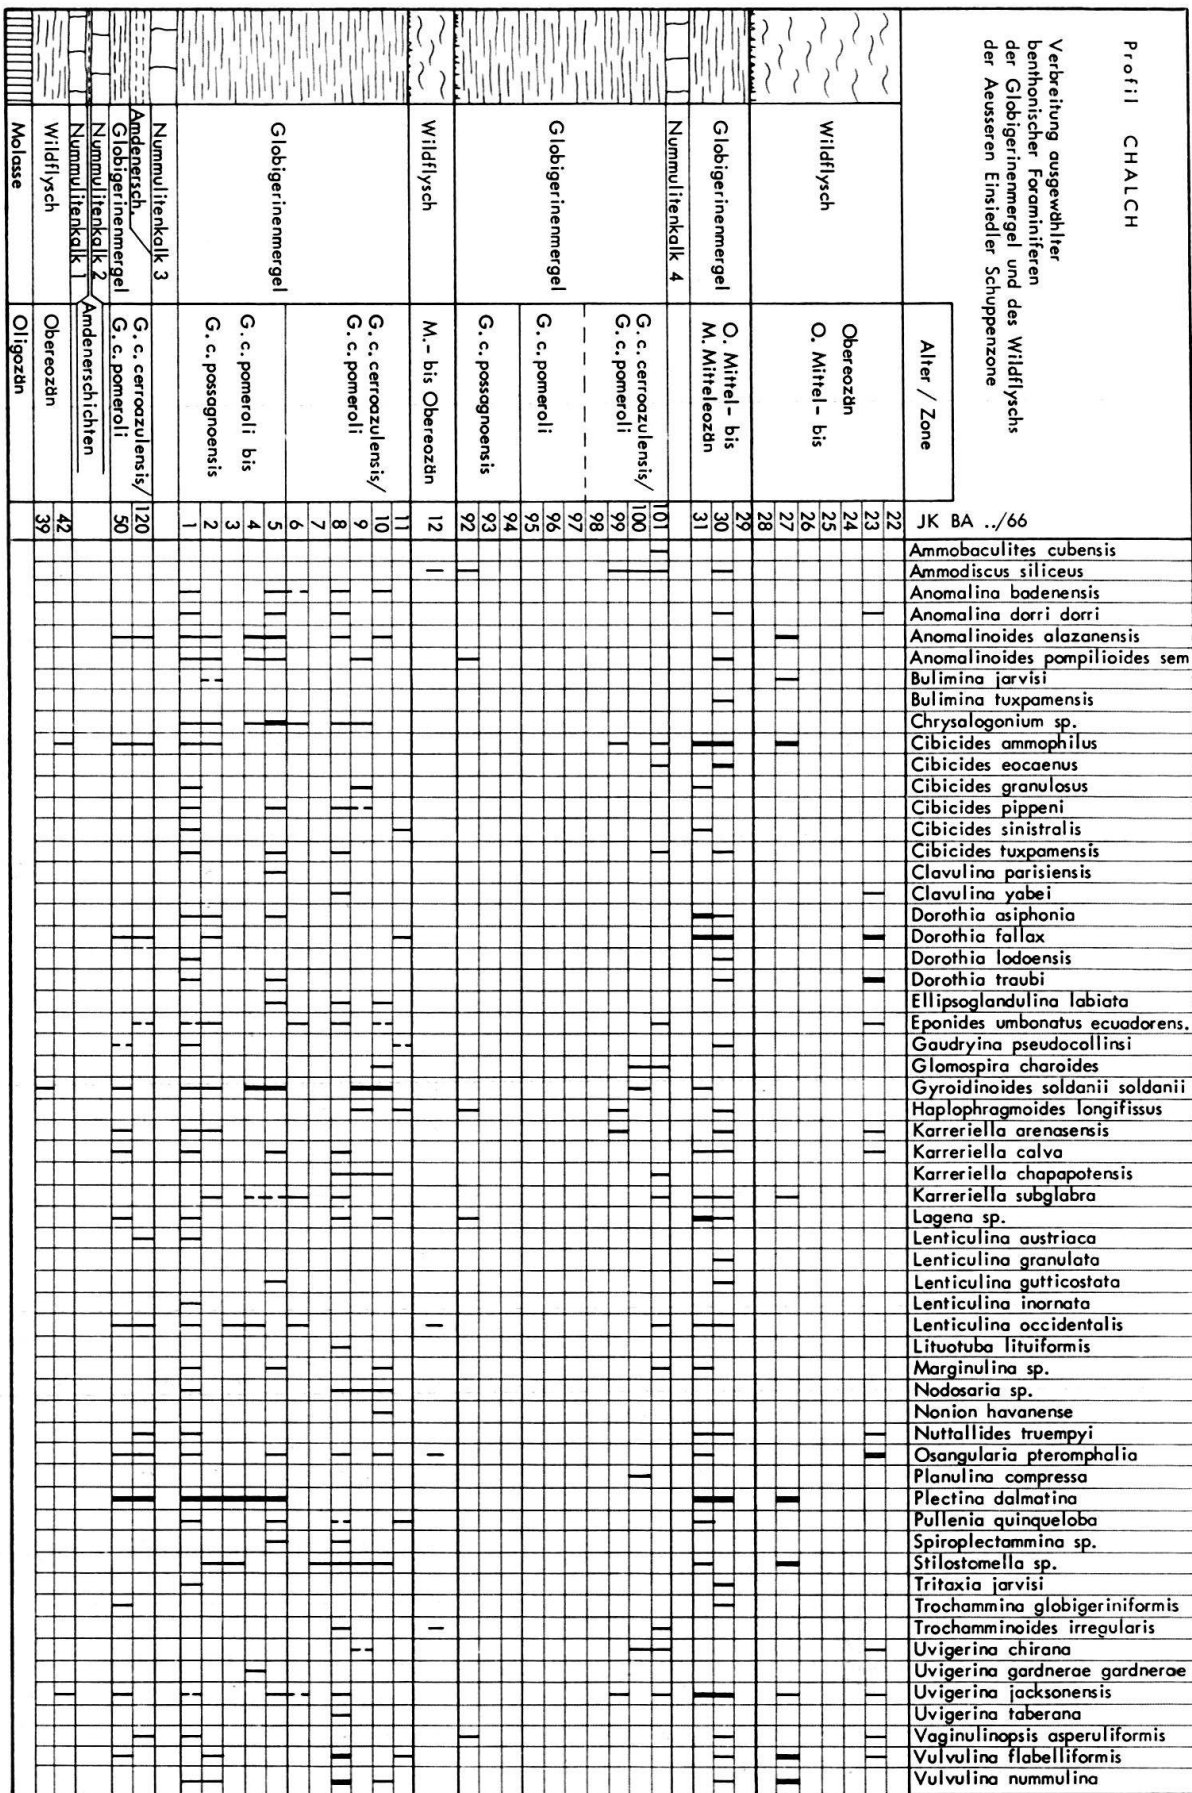 Profil CHALCH
Verbreitung ausgewählter
benthonischer Foraminiferen
der Globigerinenmergel und des Wildflyschs
der Aeusseren Einsiedler Schuppenzone
Alter / Zone
JK BA ../66
Wildflysch
Globigerinenmergel
Nummulitenkalk 4
Globigerinenmergel
Wildflysch
Globigerinenmergel
Nummulitenkalk 3
Amdenersch.
Globigerinenmergel
Nummulitenkalk 2
Nummulitenkalk 1
Wildflysch
Molasse
Obereozän
O. Mittel- bis
O. Mittel- bis
M. Mitteleozän
G. c. cerroazulensis/
G. c. pomeroli
G. c. pomeroli
G. c. possagnoensis
M.- bis Obereozän
G. c. cerroazulensis/
G. c. pomeroli
G. c. pomeroli bis
G. c. possagnoensis
G. c. cerroazulensis/
G. c. pomeroli
Amdenerschichten
Obereozän
Oligozän
22
23
24
25
26
27
28
29
30
31
101
100
99
98
97
96
95
94
93
92
12
11
10
9
8
7
6
5
4
3
2
1
120
50
42
39
Ammobaculites cubensis
Ammodiscus siliceus
Anomalina badenensis
Anomalina dorri dorri
Anomalinoides alazanensis
Anomalinoides pompilioides sem
Bulimina jarvisi
Bulimina tuxpamensis
Chrysalogonium sp.
Cibicides ammophilus
Cibicides eocaenus
Cibicides granulosus
Cibicides pippeni
Cibicides sinistralis
Cibicides tuxpamensis
Clavulina parisiensis
Clavulina yabei
Dorothia asiphonia
Dorothia fallax
Dorothia lodoensis
Dorothia traubi
Ellipsoglandulina labiata
Eponides umbonatus ecuadorens.
Gaudryina pseudocollinsi
Glomospira charoides
Gyroidinoides soldanii soldanii
Haplophragmoides longifissus
Karreriella arenasensis
Karreriella calva
Karreriella chapapotensis
Karreriella subglabra
Lagena sp.
Lenticulina austriaca
Lenticulina granulata
Lenticulina gutticostata
Lenticulina inornata
Lenticulina occidentalis
Lituotuba lituiformis
Marginulina sp.
Nodosaria sp.
Nonion havanense
Nuttallides truempyi
Osangularia pteromphalia
Planulina compressa
Plectina dalmatina
Pullenia quinqueloba
Spiroplectammina sp.
Stilostomella sp.
Tritaxia jarvisi
Trochammina globigeriniformis
Trochamminoides irregularis
Uvigerina chirana
Uvigerina gardnerae gardnerae
Uvigerina jacksonensis
Uvigerina taberana
Vaginulinopsis asperuliformis
Vulvulina flabelliformis
Vulvulina nummulina